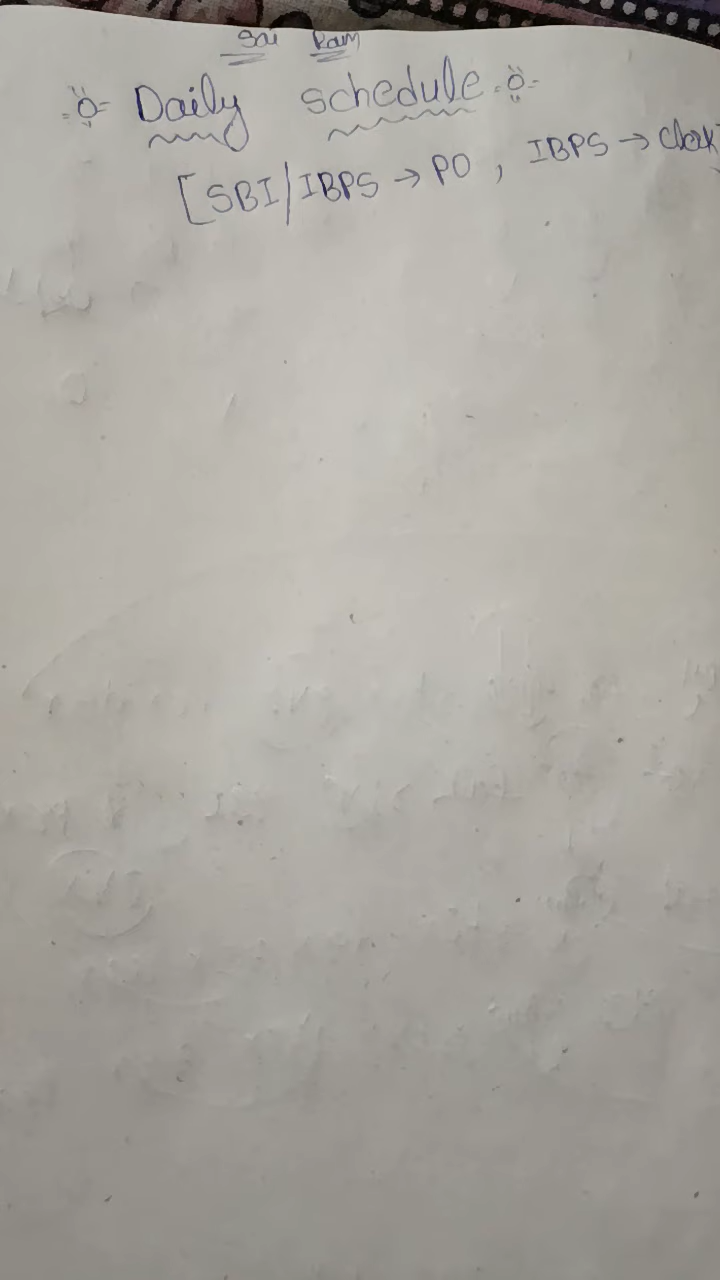 Sai Ram
Daily schedule
[SBI/IBPS → PO, IBPS → Clerk